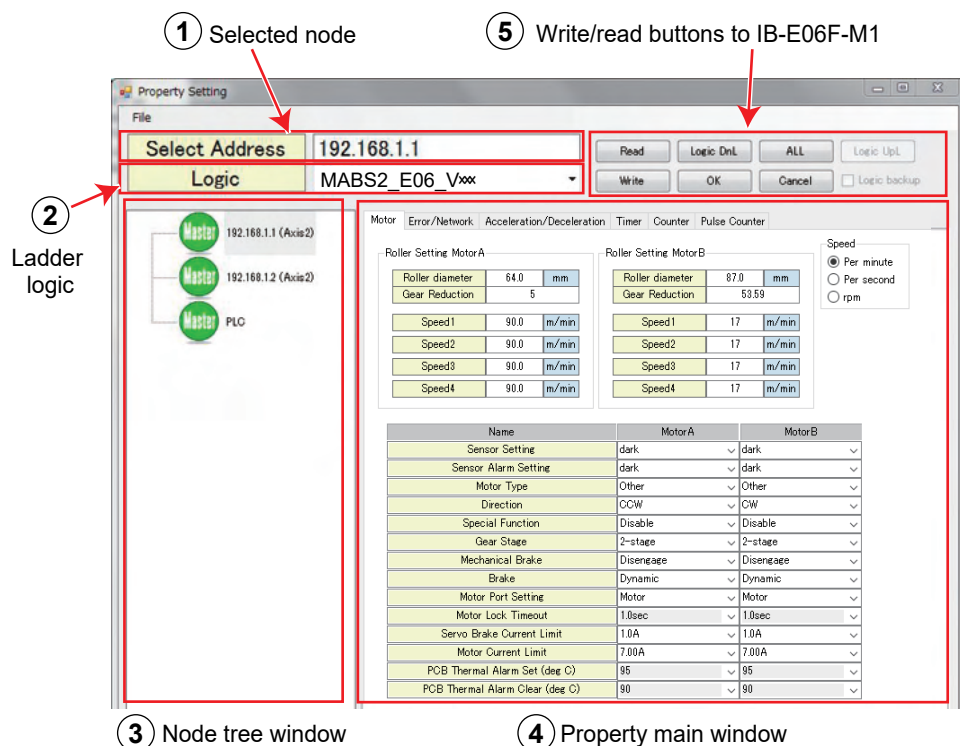 1 Selected node
5 Write/read buttons to IB-E06F-M1
Property Setting
File
Select Address 192.168.1.1
Read Logic DnL ALL Logic UpL
Logic MABS2_E06_Vxxx
Write OK Cancel Logic backup
2
Ladder
logic
Master 192.168.1.1 (Axis2)
Master 192.168.1.2 (Axis2)
Master PLC
Motor Error/Network Acceleration/Deceleration Timer Counter Pulse Counter
Roller Setting MotorA
Roller diameter 64.0 mm
Gear Reduction 5
Speed1 90.0 m/min
Speed2 90.0 m/min
Speed3 90.0 m/min
Speed4 90.0 m/min
Roller Setting MotorB
Roller diameter 87.0 mm
Gear Reduction 53.59
Speed1 17 m/min
Speed2 17 m/min
Speed3 17 m/min
Speed4 17 m/min
Speed
Per minute
Per second
rpm
Name MotorA MotorB
Sensor Setting dark dark
Sensor Alarm Setting dark dark
Motor Type Other Other
Direction CCW CW
Special Function Disable Disable
Gear Stage 2-stage 2-stage
Mechanical Brake Disengage Disengage
Brake Dynamic Dynamic
Motor Port Setting Motor Motor
Motor Lock Timeout 1.0sec 1.0sec
Servo Brake Current Limit 1.0A 1.0A
Motor Current Limit 7.00A 7.00A
PCB Thermal Alarm Set (deg C) 95 95
PCB Thermal Alarm Clear (deg C) 90 90
3 Node tree window
4 Property main window